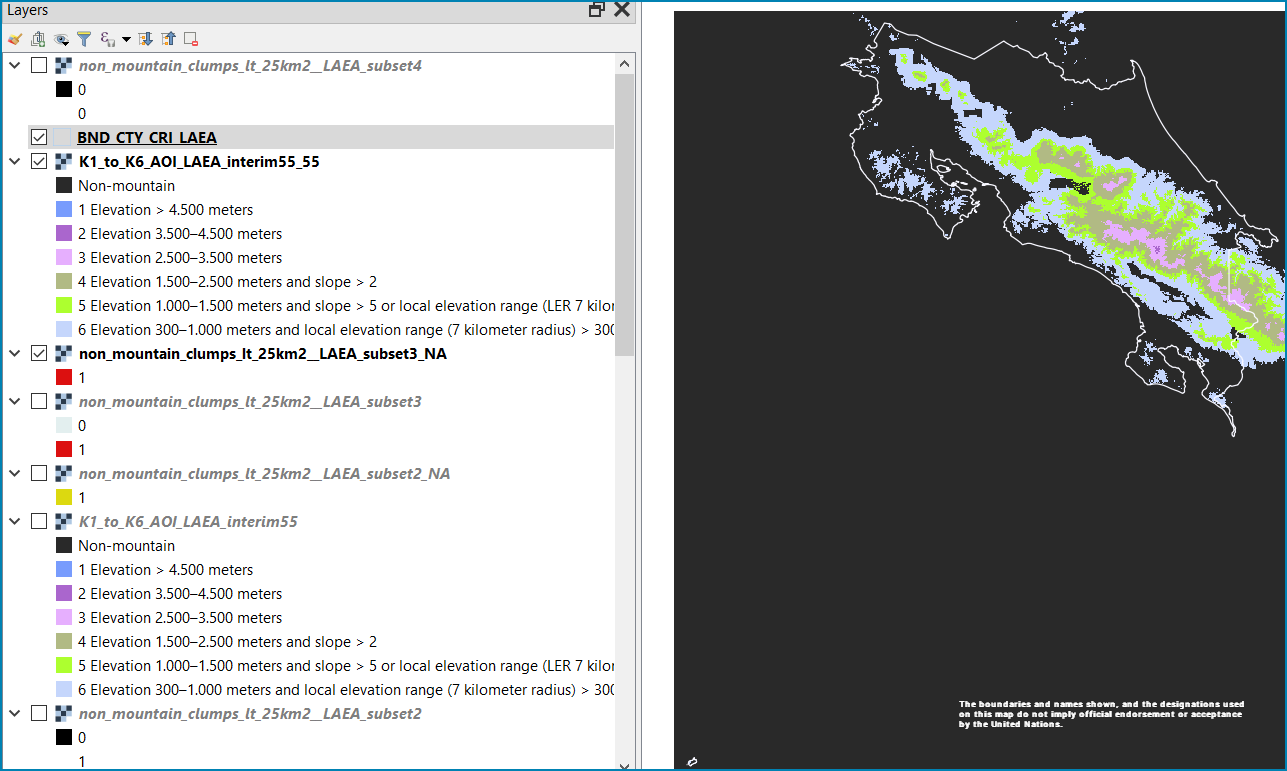 Layers
non_mountain_clumps_lt_25km2__LAEA_subset4
0
0
BND_CTY_CRI_LAEA
K1_to_K6_AOI_LAEA_interim55_55
Non-mountain
1 Elevation > 4.500 meters
2 Elevation 3.500–4.500 meters
3 Elevation 2.500–3.500 meters
4 Elevation 1.500–2.500 meters and slope > 2
5 Elevation 1.000–1.500 meters and slope > 5 or local elevation range (LER 7 kilor
6 Elevation 300–1.000 meters and local elevation range (7 kilometer radius) > 300
non_mountain_clumps_lt_25km2__LAEA_subset3_NA
1
non_mountain_clumps_lt_25km2__LAEA_subset3
0
1
non_mountain_clumps_lt_25km2__LAEA_subset2_NA
1
K1_to_K6_AOI_LAEA_interim55
Non-mountain
1 Elevation > 4.500 meters
2 Elevation 3.500–4.500 meters
3 Elevation 2.500–3.500 meters
4 Elevation 1.500–2.500 meters and slope > 2
5 Elevation 1.000–1.500 meters and slope > 5 or local elevation range (LER 7 kilor
6 Elevation 300–1.000 meters and local elevation range (7 kilometer radius) > 300
non_mountain_clumps_lt_25km2__LAEA_subset2
0
1
The boundaries and names shown, and the designations used
on this map do not imply official endorsement or acceptance
by the United Nations.